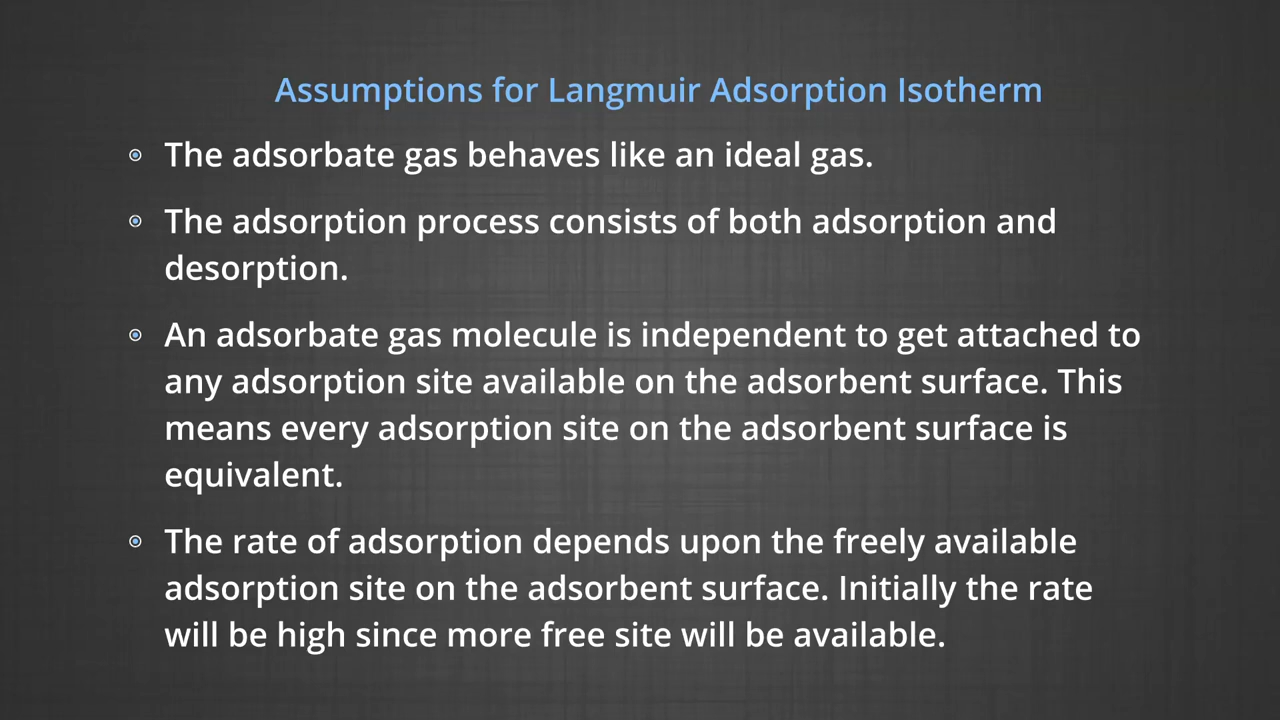 Assumptions for Langmuir Adsorption Isotherm
The adsorbate gas behaves like an ideal gas.
The adsorption process consists of both adsorption and
desorption.
An adsorbate gas molecule is independent to get attached to
any adsorption site available on the adsorbent surface. This
means every adsorption site on the adsorbent surface is
equivalent.
The rate of adsorption depends upon the freely available
adsorption site on the adsorbent surface. Initially the rate
will be high since more free site will be available.